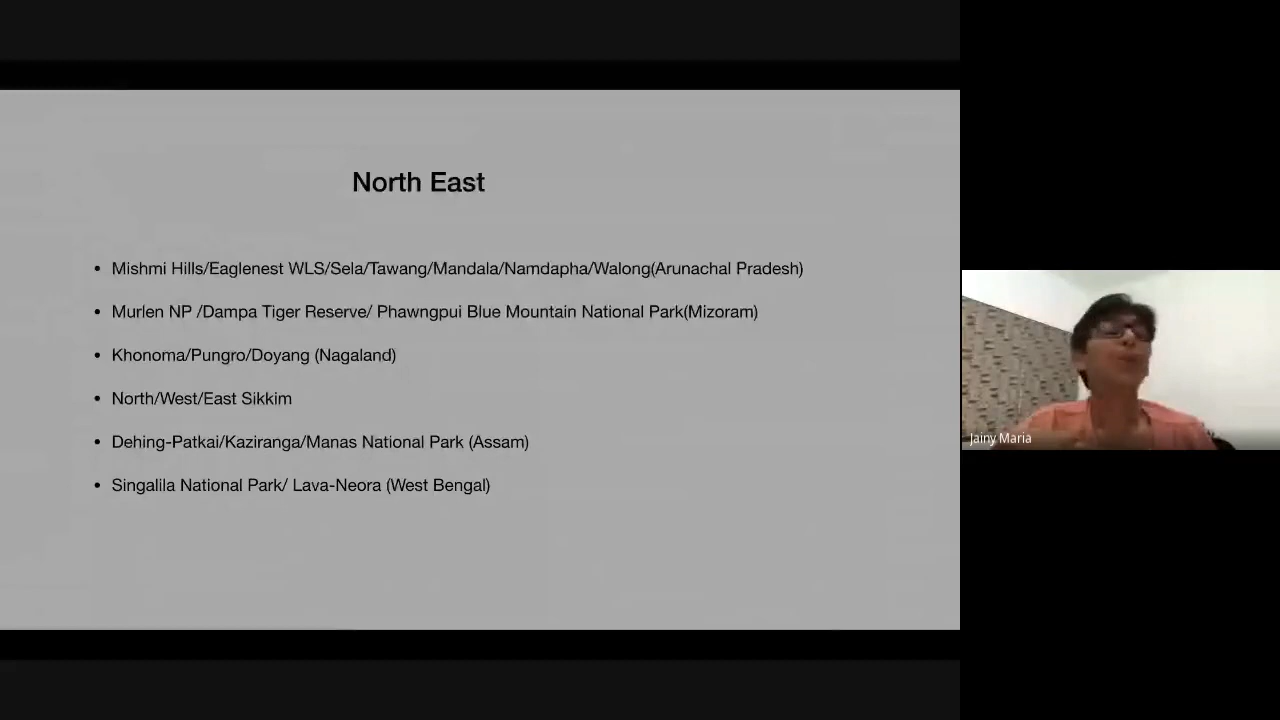 North East
• Mishmi Hills/Eaglenest WLS/Sela/Tawang/Mandala/Namdapha/Walong(Arunachal Pradesh)
• Murlen NP /Dampa Tiger Reserve/ Phawngpui Blue Mountain National Park(Mizoram)
• Khonoma/Pungro/Doyang (Nagaland)
• North/West/East Sikkim
• Dehing-Patkai/Kaziranga/Manas National Park (Assam)
• Singalila National Park/ Lava-Neora (West Bengal)
Jainy Maria